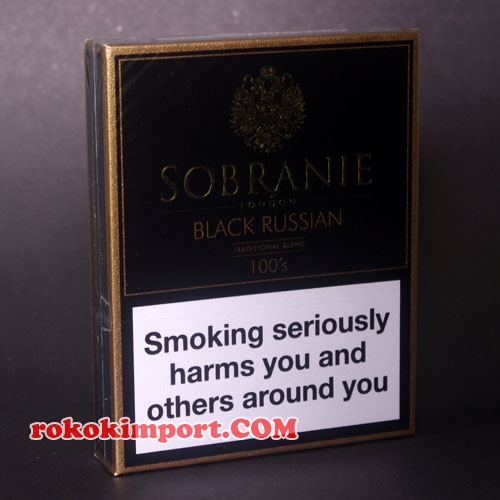 SOBRANIE
LONDON
BLACK RUSSIAN
TRADITIONAL BLEND
100's
Smoking seriously
harms you and
others around you
rokokimport.COM